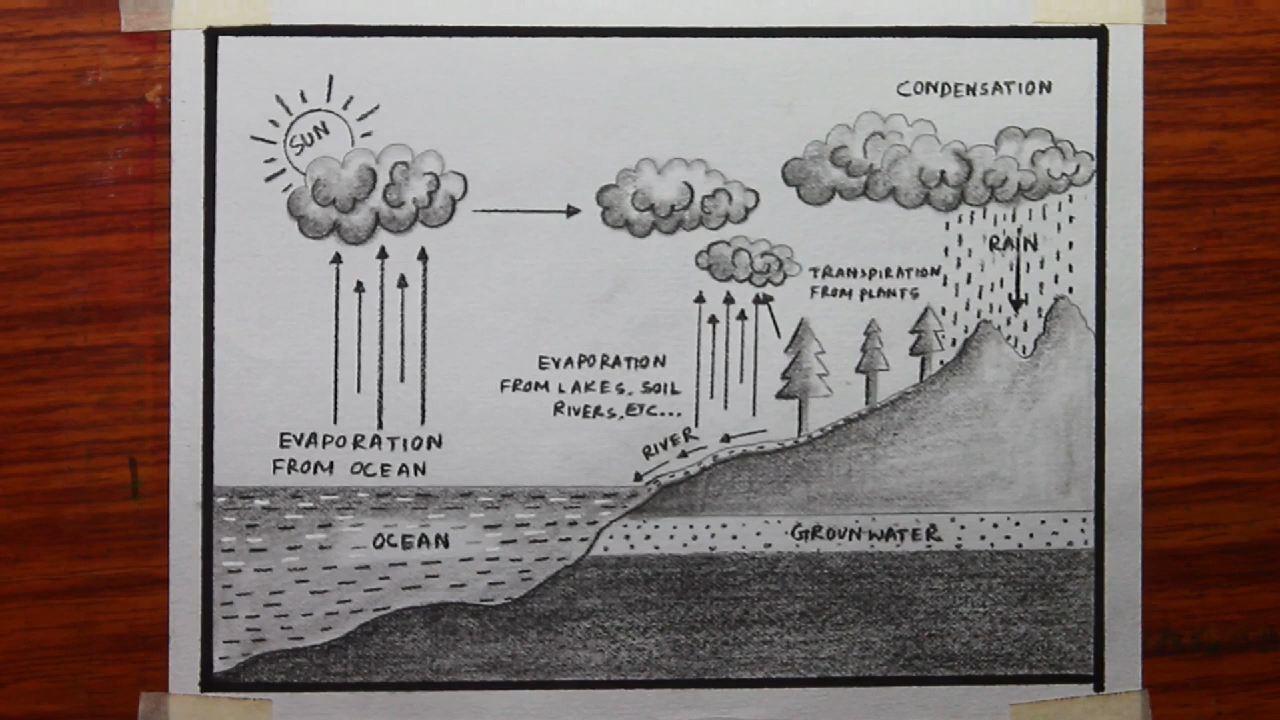 CONDENSATION
SUN
RAIN
TRANSPIRATION
FROM PLANTS
EVAPORATION
FROM LAKES, SOIL
RIVERS, ETC...
RIVER
EVAPORATION
FROM OCEAN
OCEAN
GROUNWATER